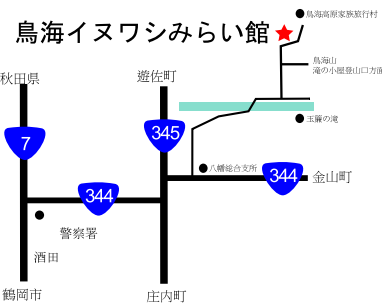 鳥海イヌワシみらい館
鳥海高原家族旅行村
鳥海山
滝の小屋登山口方面
秋田県
遊佐町
玉簾の滝
7
345
八幡総合支所
344
金山町
344
警察署
酒田
鶴岡市
庄内町